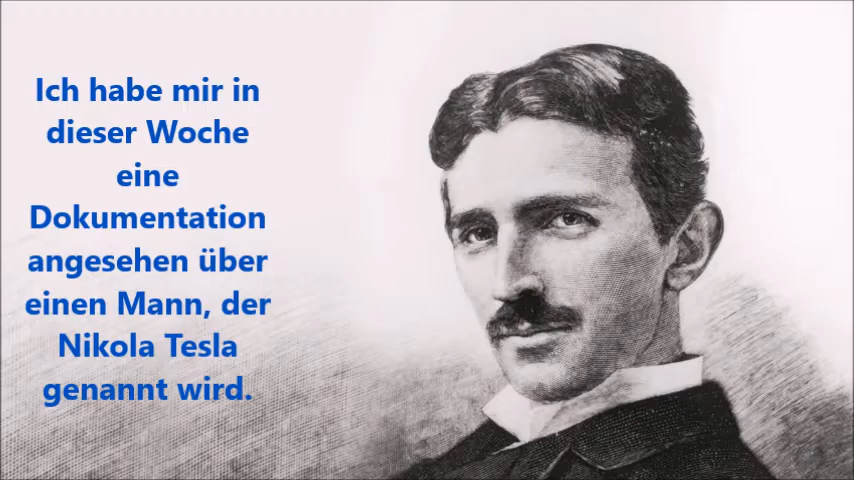 Ich habe mir in
dieser Woche
eine
Dokumentation
angesehen über
einen Mann, der
Nikola Tesla
genannt wird.